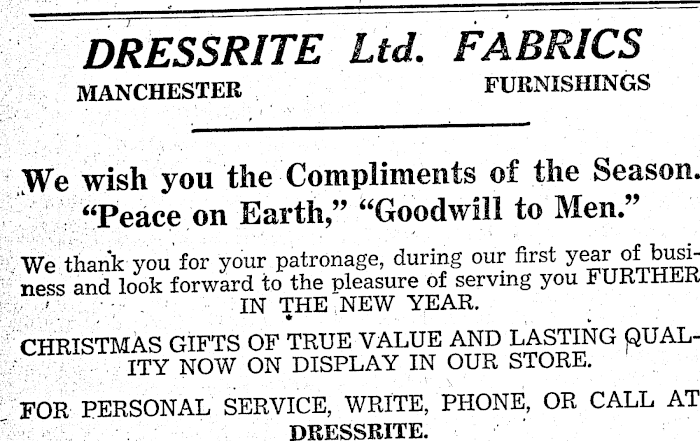 DRESSRITE Ltd. FABRICS
MANCHESTER FURNISHINGS
We wish you the Compliments of the Season.
“Peace on Earth,” “Goodwill to Men.”
We thank you for your patronage, during our first year of busi-
ness and look forward to the pleasure of serving you FURTHER
IN THE NEW YEAR.
CHRISTMAS GIFTS OF TRUE VALUE AND LASTING QUAL-
ITY NOW ON DISPLAY IN OUR STORE.
FOR PERSONAL SERVICE, WRITE, PHONE, OR CALL AT
DRESSRITE.